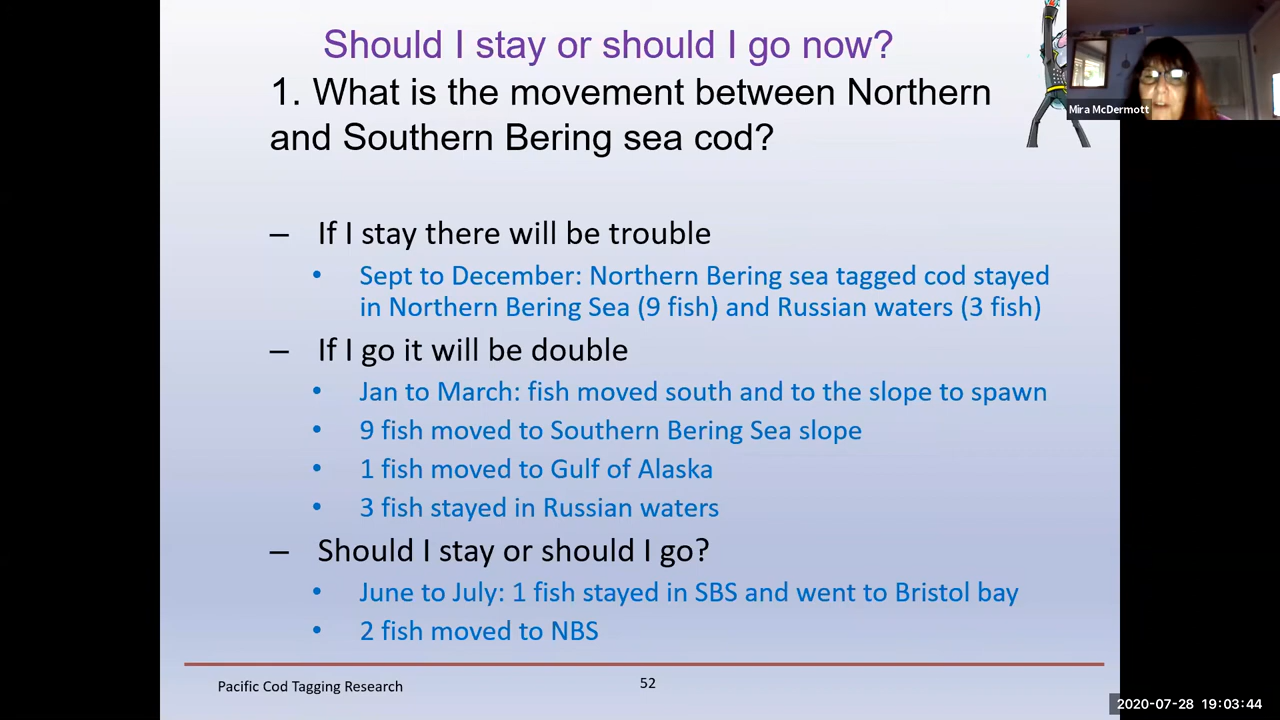 Should I stay or should I go now?
1. What is the movement between Northern
and Southern Bering sea cod?
Mira McDermott
– If I stay there will be trouble
• Sept to December: Northern Bering sea tagged cod stayed
in Northern Bering Sea (9 fish) and Russian waters (3 fish)
– If I go it will be double
• Jan to March: fish moved south and to the slope to spawn
• 9 fish moved to Southern Bering Sea slope
• 1 fish moved to Gulf of Alaska
• 3 fish stayed in Russian waters
– Should I stay or should I go?
• June to July: 1 fish stayed in SBS and went to Bristol bay
• 2 fish moved to NBS
Pacific Cod Tagging Research
52
2020-07-28 19:03:44